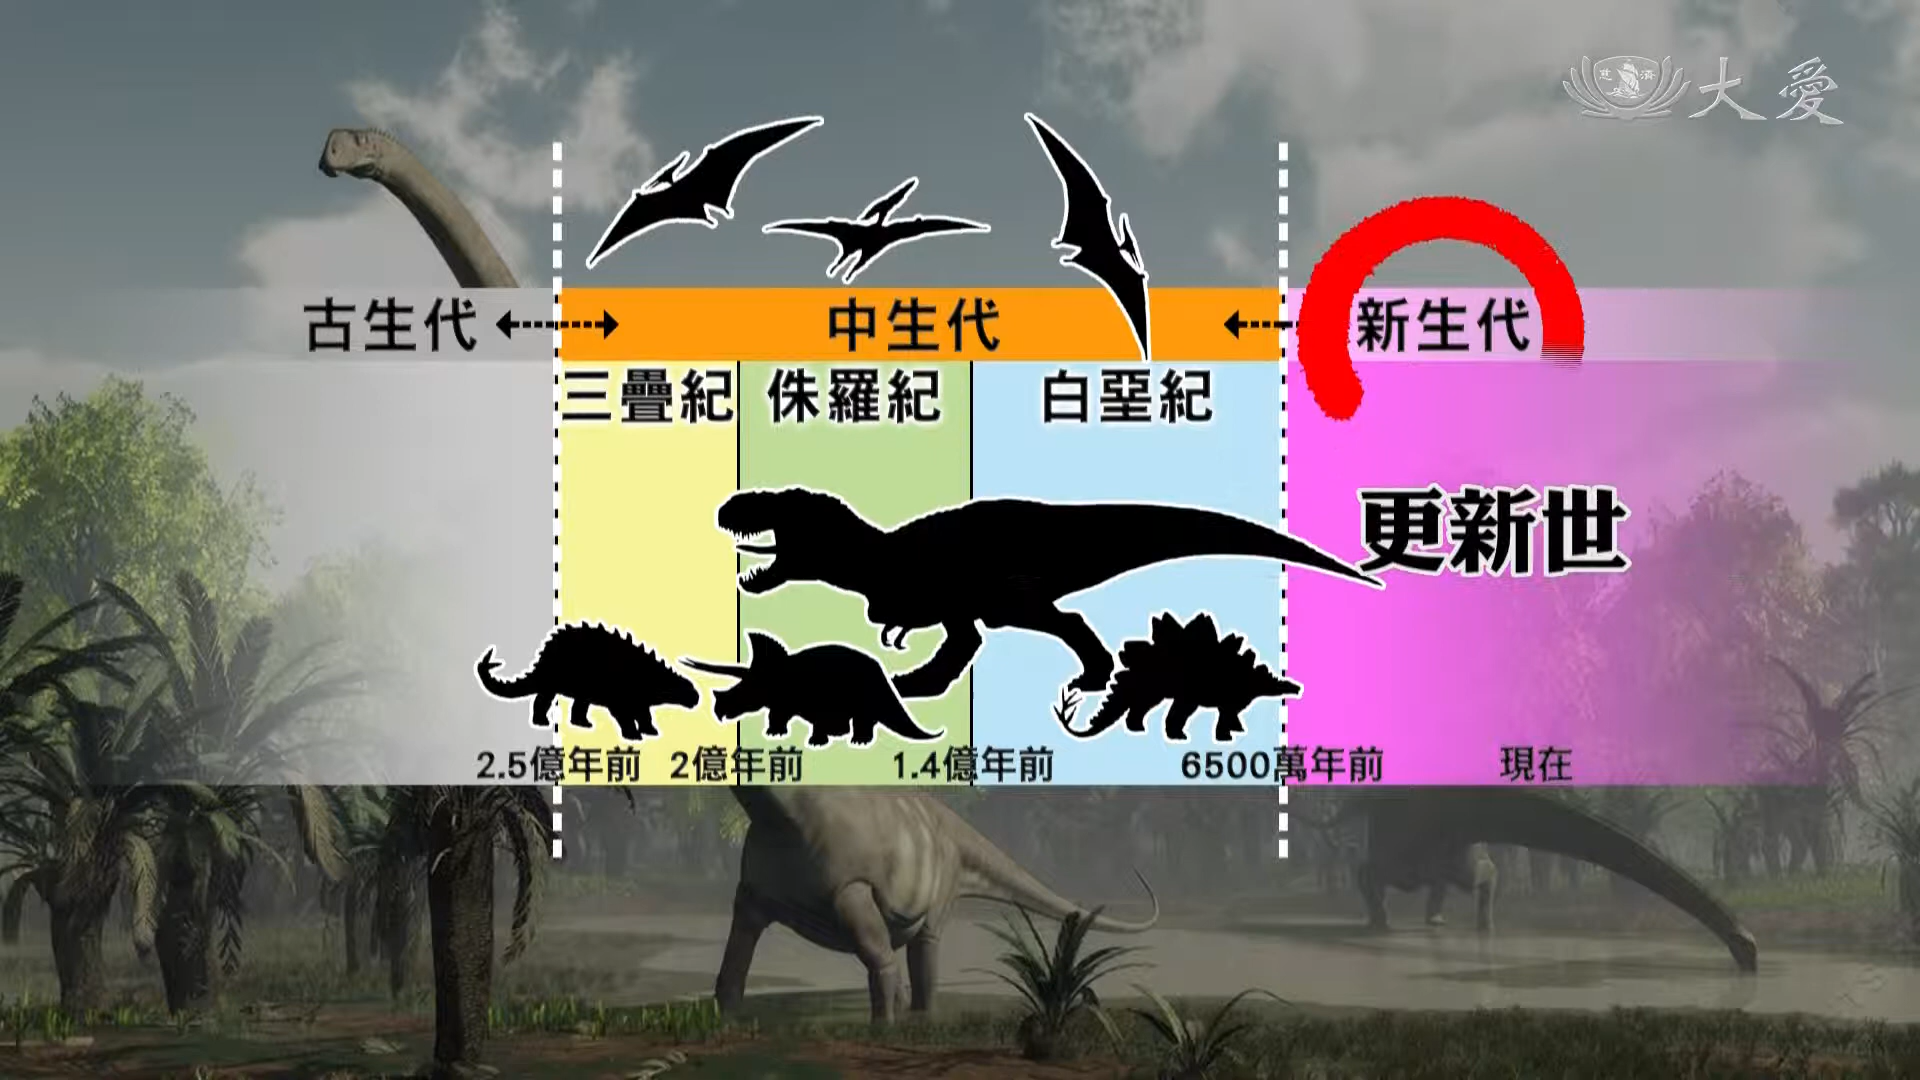 慈濟
大愛
古生代
中生代
新生代
三疊紀
侏羅紀
白堊紀
更新世
2.5億年前
2億年前
1.4億年前
6500萬年前
現在